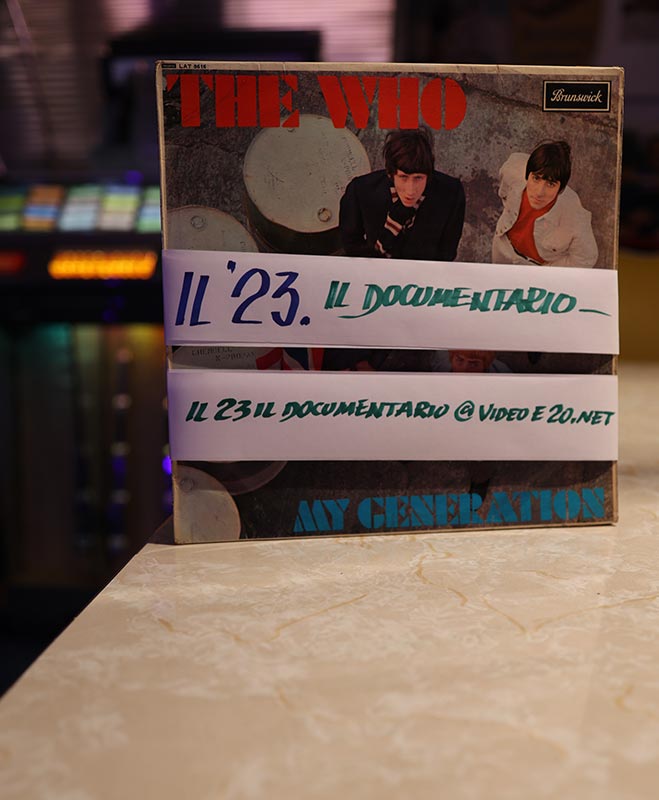 LAT 8616
THE WHO
Brunswick
IL '23. IL DOCUMENTARIO
IL 23 IL DOCUMENTARIO @ VIDEO E 20.NET
MY GENERATION